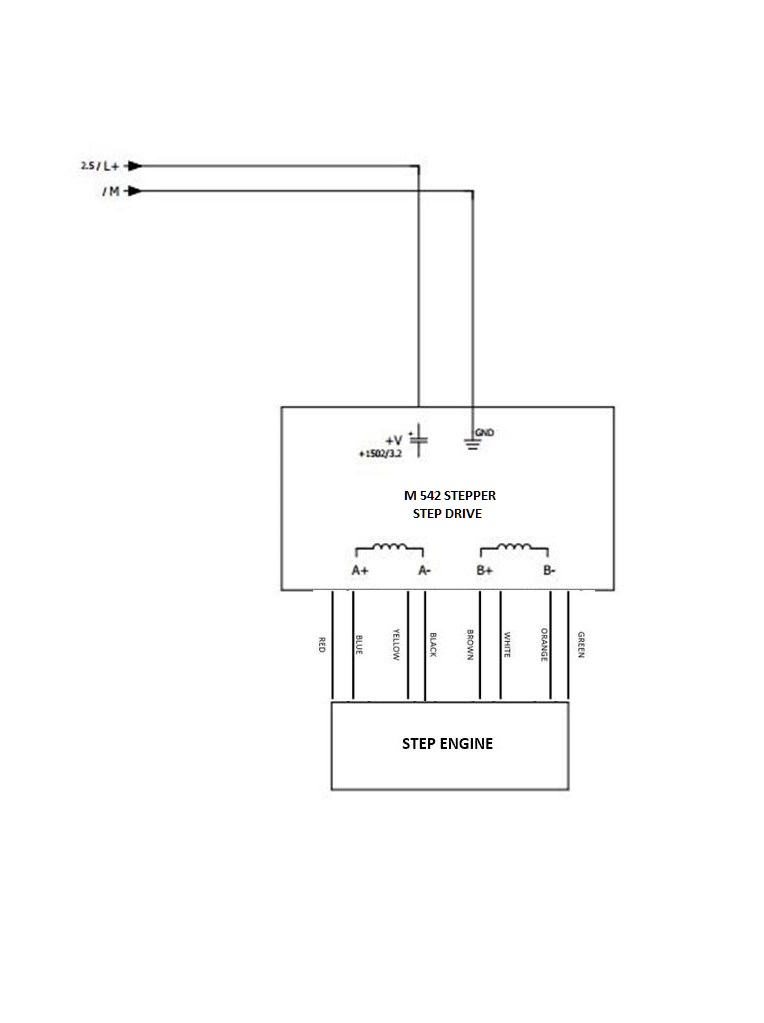 2.5 / L+
/ M
+V
+1502/3.2
GND
M 542 STEPPER
STEP DRIVE
A+ A- B+ B-
RED BLUE YELLOW BLACK BROWN WHITE ORANGE GREEN
STEP ENGINE